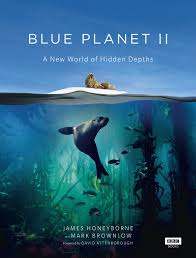 BLUE PLANET II
A New World of Hidden Depths
JAMES HONEYBORNE
AND MARK BROWNLOW
Foreword by DAVID ATTENBOROUGH
BBC
BOOKS